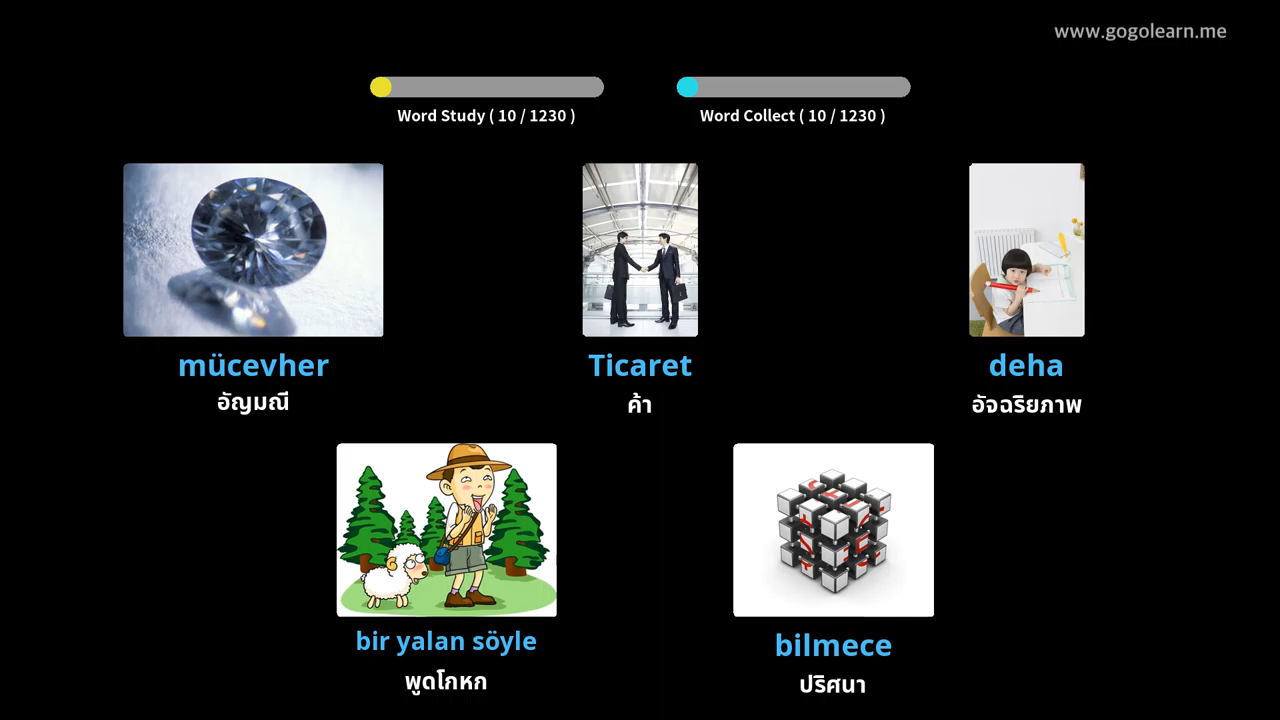 www.gogolearn.me
Word Study ( 10 / 1230 )
Word Collect ( 10 / 1230 )
mücevher
อัญมณี
Ticaret
ค้า
deha
อัจฉริยภาพ
bir yalan söyle
พูดโกหก
bilmece
ปริศนา